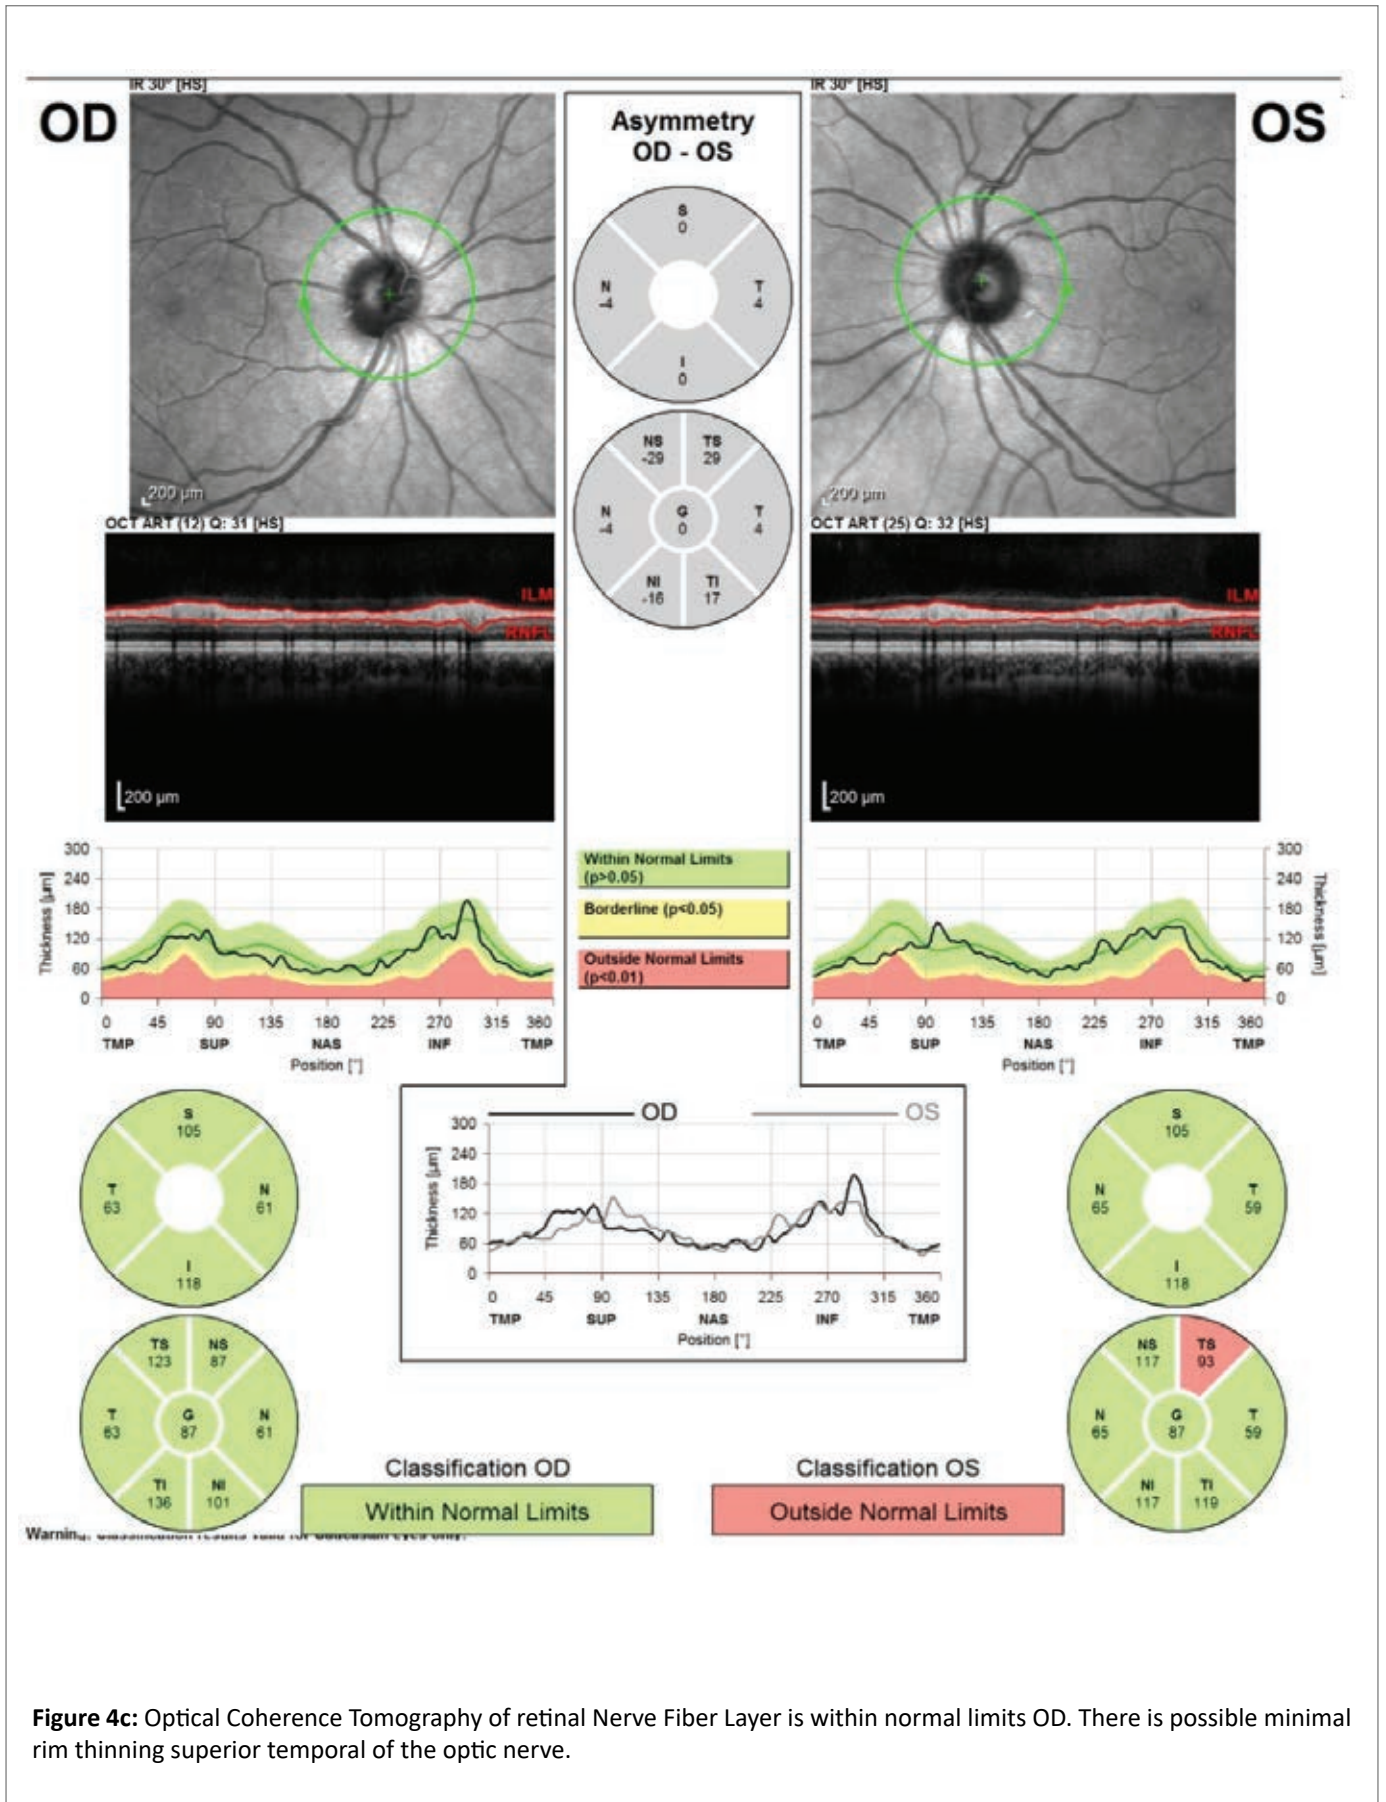 IR 30° [HS]
IR 30° [HS]
OD
Asymmetry
OD - OS
OS
S
0
N
-4
T
4
I
0
NS
-29
TS
29
N
-4
G
0
T
4
NI
-16
TI
17
200 µm
200 µm
OCT ART (12) Q: 31 [HS]
OCT ART (25) Q: 32 [HS]
ILM
RNFL
200 µm
ILM
RNFL
200 µm
Within Normal Limits
(p>0.05)
Borderline (p<0.05)
Outside Normal Limits
(p<0.01)
Thickness [µm]
300
240
180
120
60
0
0 45 90 135 180 225 270 315 360
TMP SUP NAS INF TMP
Position [°]
300
240
180
120
60
0
Thickness [µm]
0 45 90 135 180 225 270 315 360
TMP SUP NAS INF TMP
Position [°]
OD OS
Thickness [µm]
300
240
180
120
60
0
0 45 90 135 180 225 270 315 360
TMP SUP NAS INF TMP
Position [°]
S
105
T
63
N
61
I
118
S
105
N
65
T
59
I
118
TS
123
NS
87
T
63
G
87
N
61
TI
136
NI
101
NS
117
TS
93
N
65
G
87
T
59
NI
117
TI
119
Classification OD
Within Normal Limits
Classification OS
Outside Normal Limits
Warning: Classification results valid for Caucasian eyes only.
Figure 4c: Optical Coherence Tomography of retinal Nerve Fiber Layer is within normal limits OD. There is possible minimal
rim thinning superior temporal of the optic nerve.